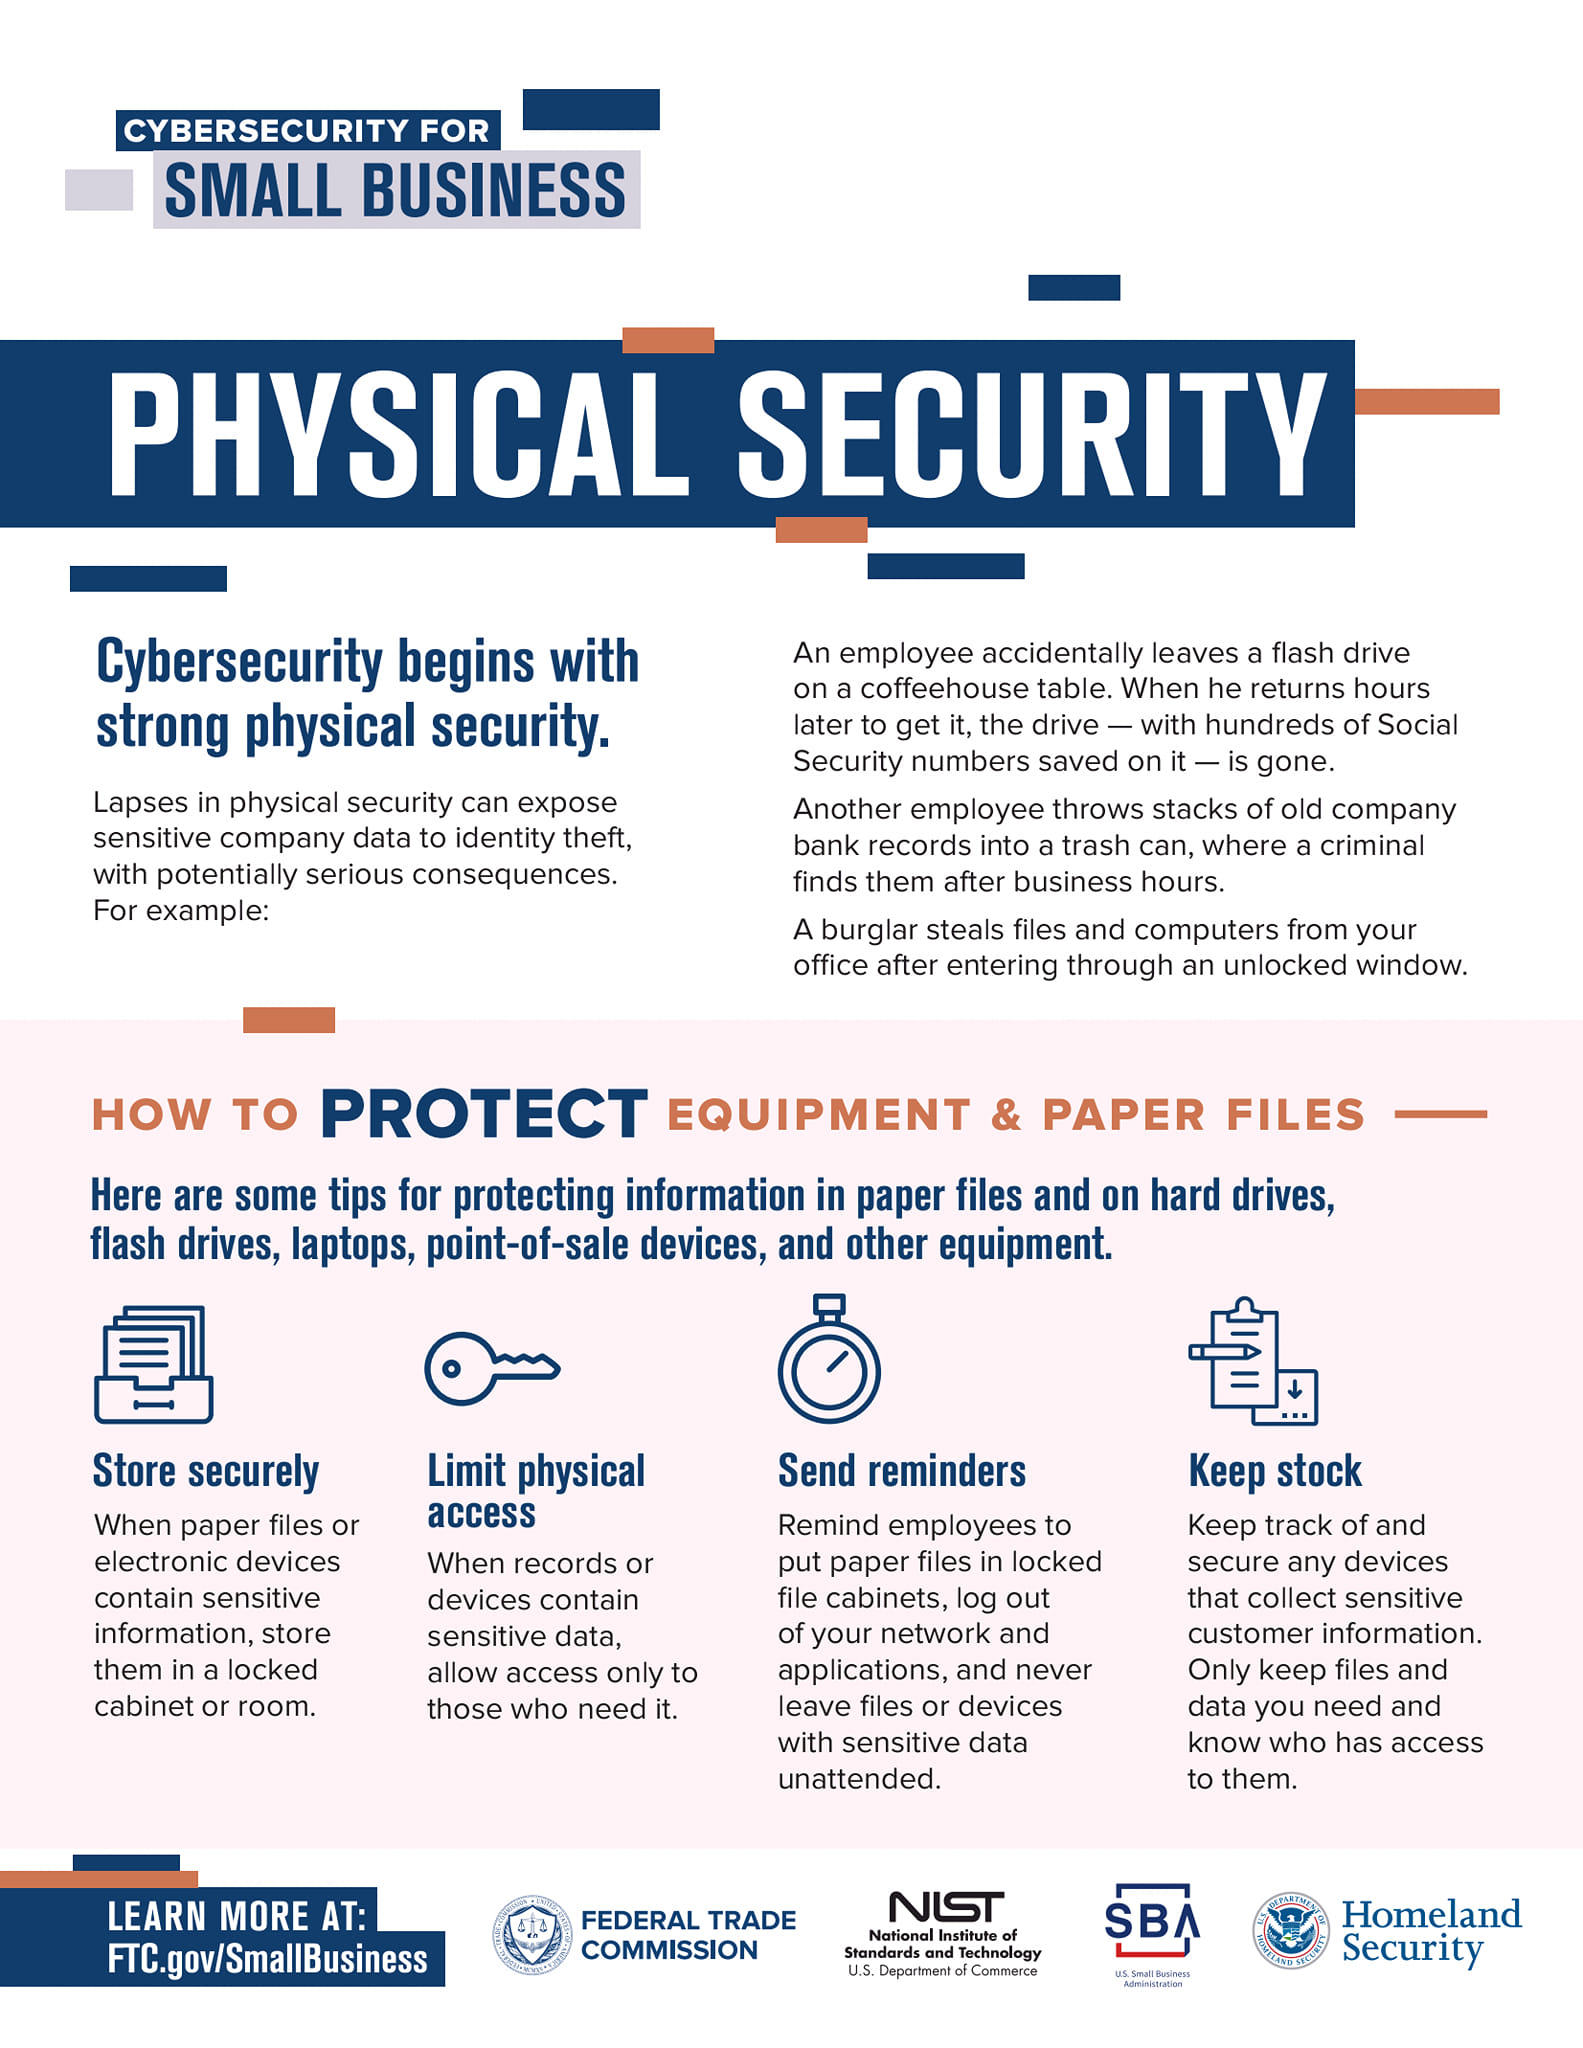 CYBERSECURITY FOR
SMALL BUSINESS
PHYSICAL SECURITY
Cybersecurity begins with
strong physical security.
Lapses in physical security can expose
sensitive company data to identity theft,
with potentially serious consequences.
For example:
An employee accidentally leaves a flash drive
on a coffeehouse table. When he returns hours
later to get it, the drive — with hundreds of Social
Security numbers saved on it — is gone.
Another employee throws stacks of old company
bank records into a trash can, where a criminal
finds them after business hours.
A burglar steals files and computers from your
office after entering through an unlocked window.
HOW TO PROTECT EQUIPMENT & PAPER FILES
Here are some tips for protecting information in paper files and on hard drives,
flash drives, laptops, point-of-sale devices, and other equipment.
Store securely
When paper files or
electronic devices
contain sensitive
information, store
them in a locked
cabinet or room.
Limit physical
access
When records or
devices contain
sensitive data,
allow access only to
those who need it.
Send reminders
Remind employees to
put paper files in locked
file cabinets, log out
of your network and
applications, and never
leave files or devices
with sensitive data
unattended.
Keep stock
Keep track of and
secure any devices
that collect sensitive
customer information.
Only keep files and
data you need and
know who has access
to them.
LEARN MORE AT:
FTC.gov/SmallBusiness
FEDERAL TRADE
COMMISSION
NIST
National Institute of
Standards and Technology
U.S. Department of Commerce
SBA
U.S. Small Business
Administration
U.S. DEPARTMENT OF
HOMELAND SECURITY
Homeland
Security